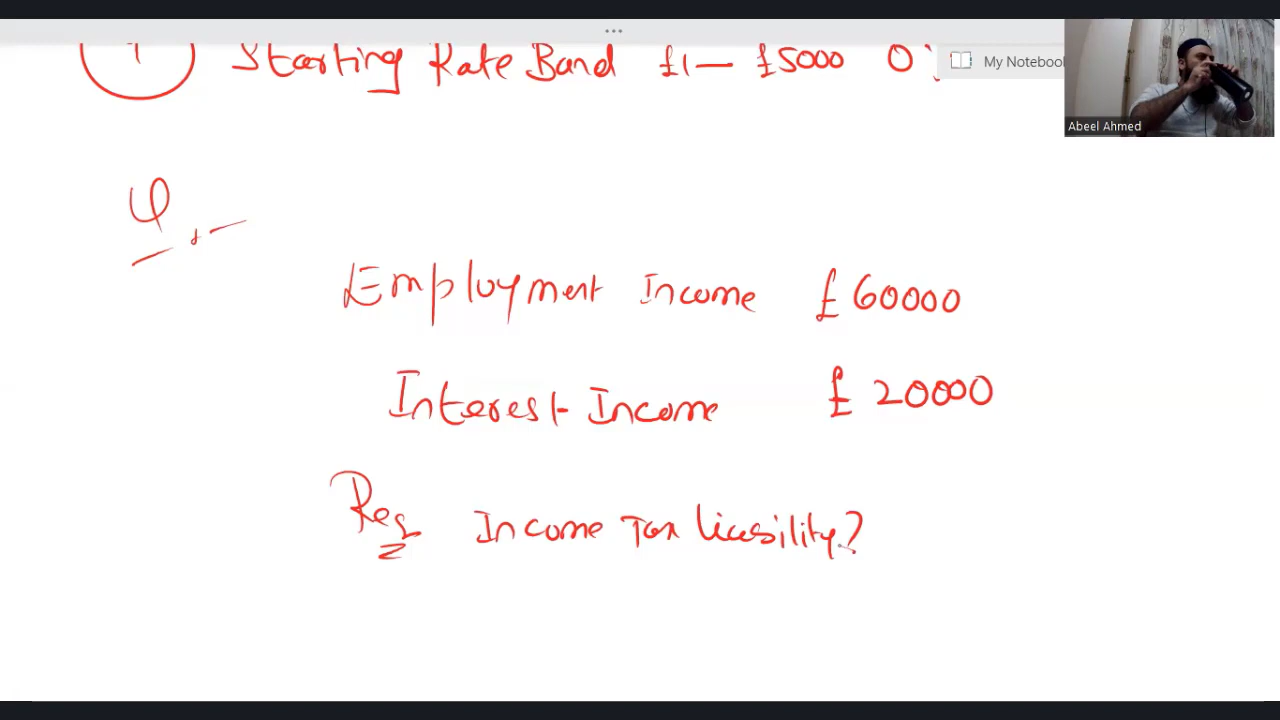 1 Starting Rate Band £1 — £5000 0
My Notebook
Abeel Ahmed
Q
Employment Income £60000
Interest Income £20000
Req Income Tax liability?